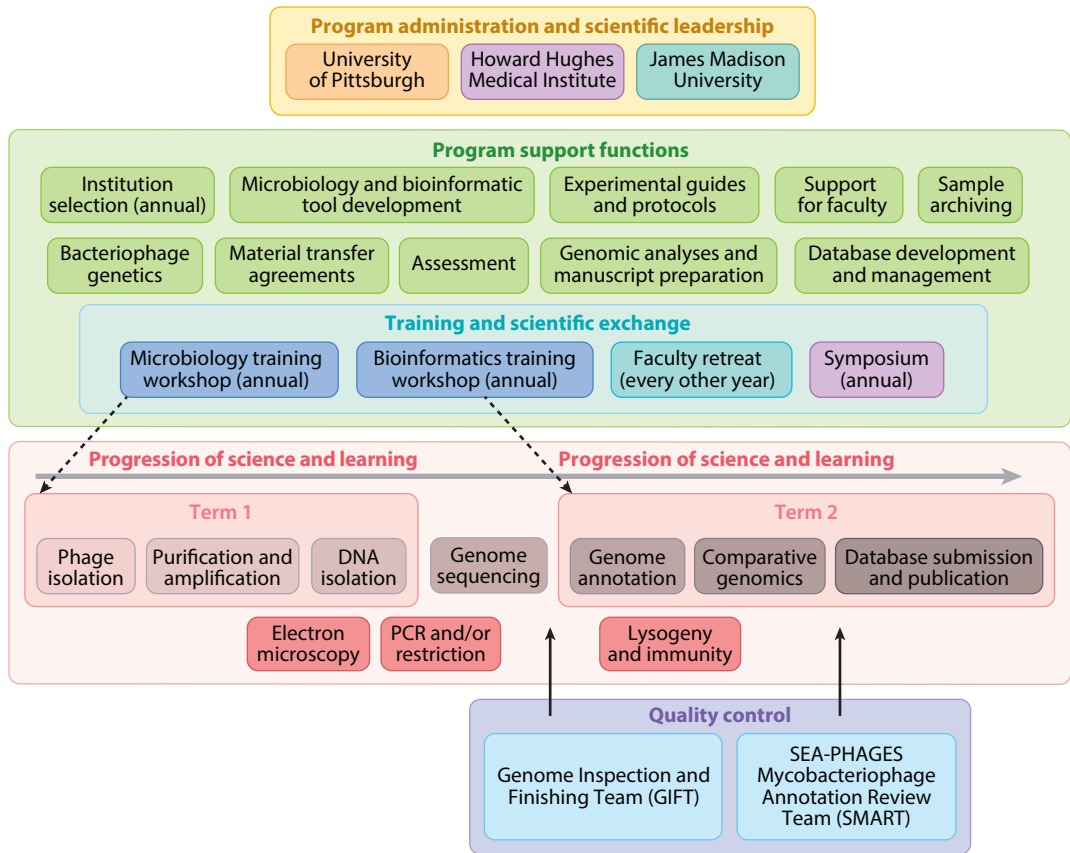 Program administration and scientific leadership
University
of Pittsburgh
Howard Hughes
Medical Institute
James Madison
University
Program support functions
Institution
selection (annual)
Microbiology and bioinformatic
tool development
Experimental guides
and protocols
Support
for faculty
Sample
archiving
Bacteriophage
genetics
Material transfer
agreements
Assessment
Genomic analyses and
manuscript preparation
Database development
and management
Training and scientific exchange
Microbiology training
workshop (annual)
Bioinformatics training
workshop (annual)
Faculty retreat
(every other year)
Symposium
(annual)
Progression of science and learning
Progression of science and learning
Term 1
Phage
isolation
Purification and
amplification
DNA
isolation
Genome
sequencing
Term 2
Genome
annotation
Comparative
genomics
Database submission
and publication
Electron
microscopy
PCR and/or
restriction
Lysogeny
and immunity
Quality control
Genome Inspection and
Finishing Team (GIFT)
SEA-PHAGES
Mycobacteriophage
Annotation Review
Team (SMART)